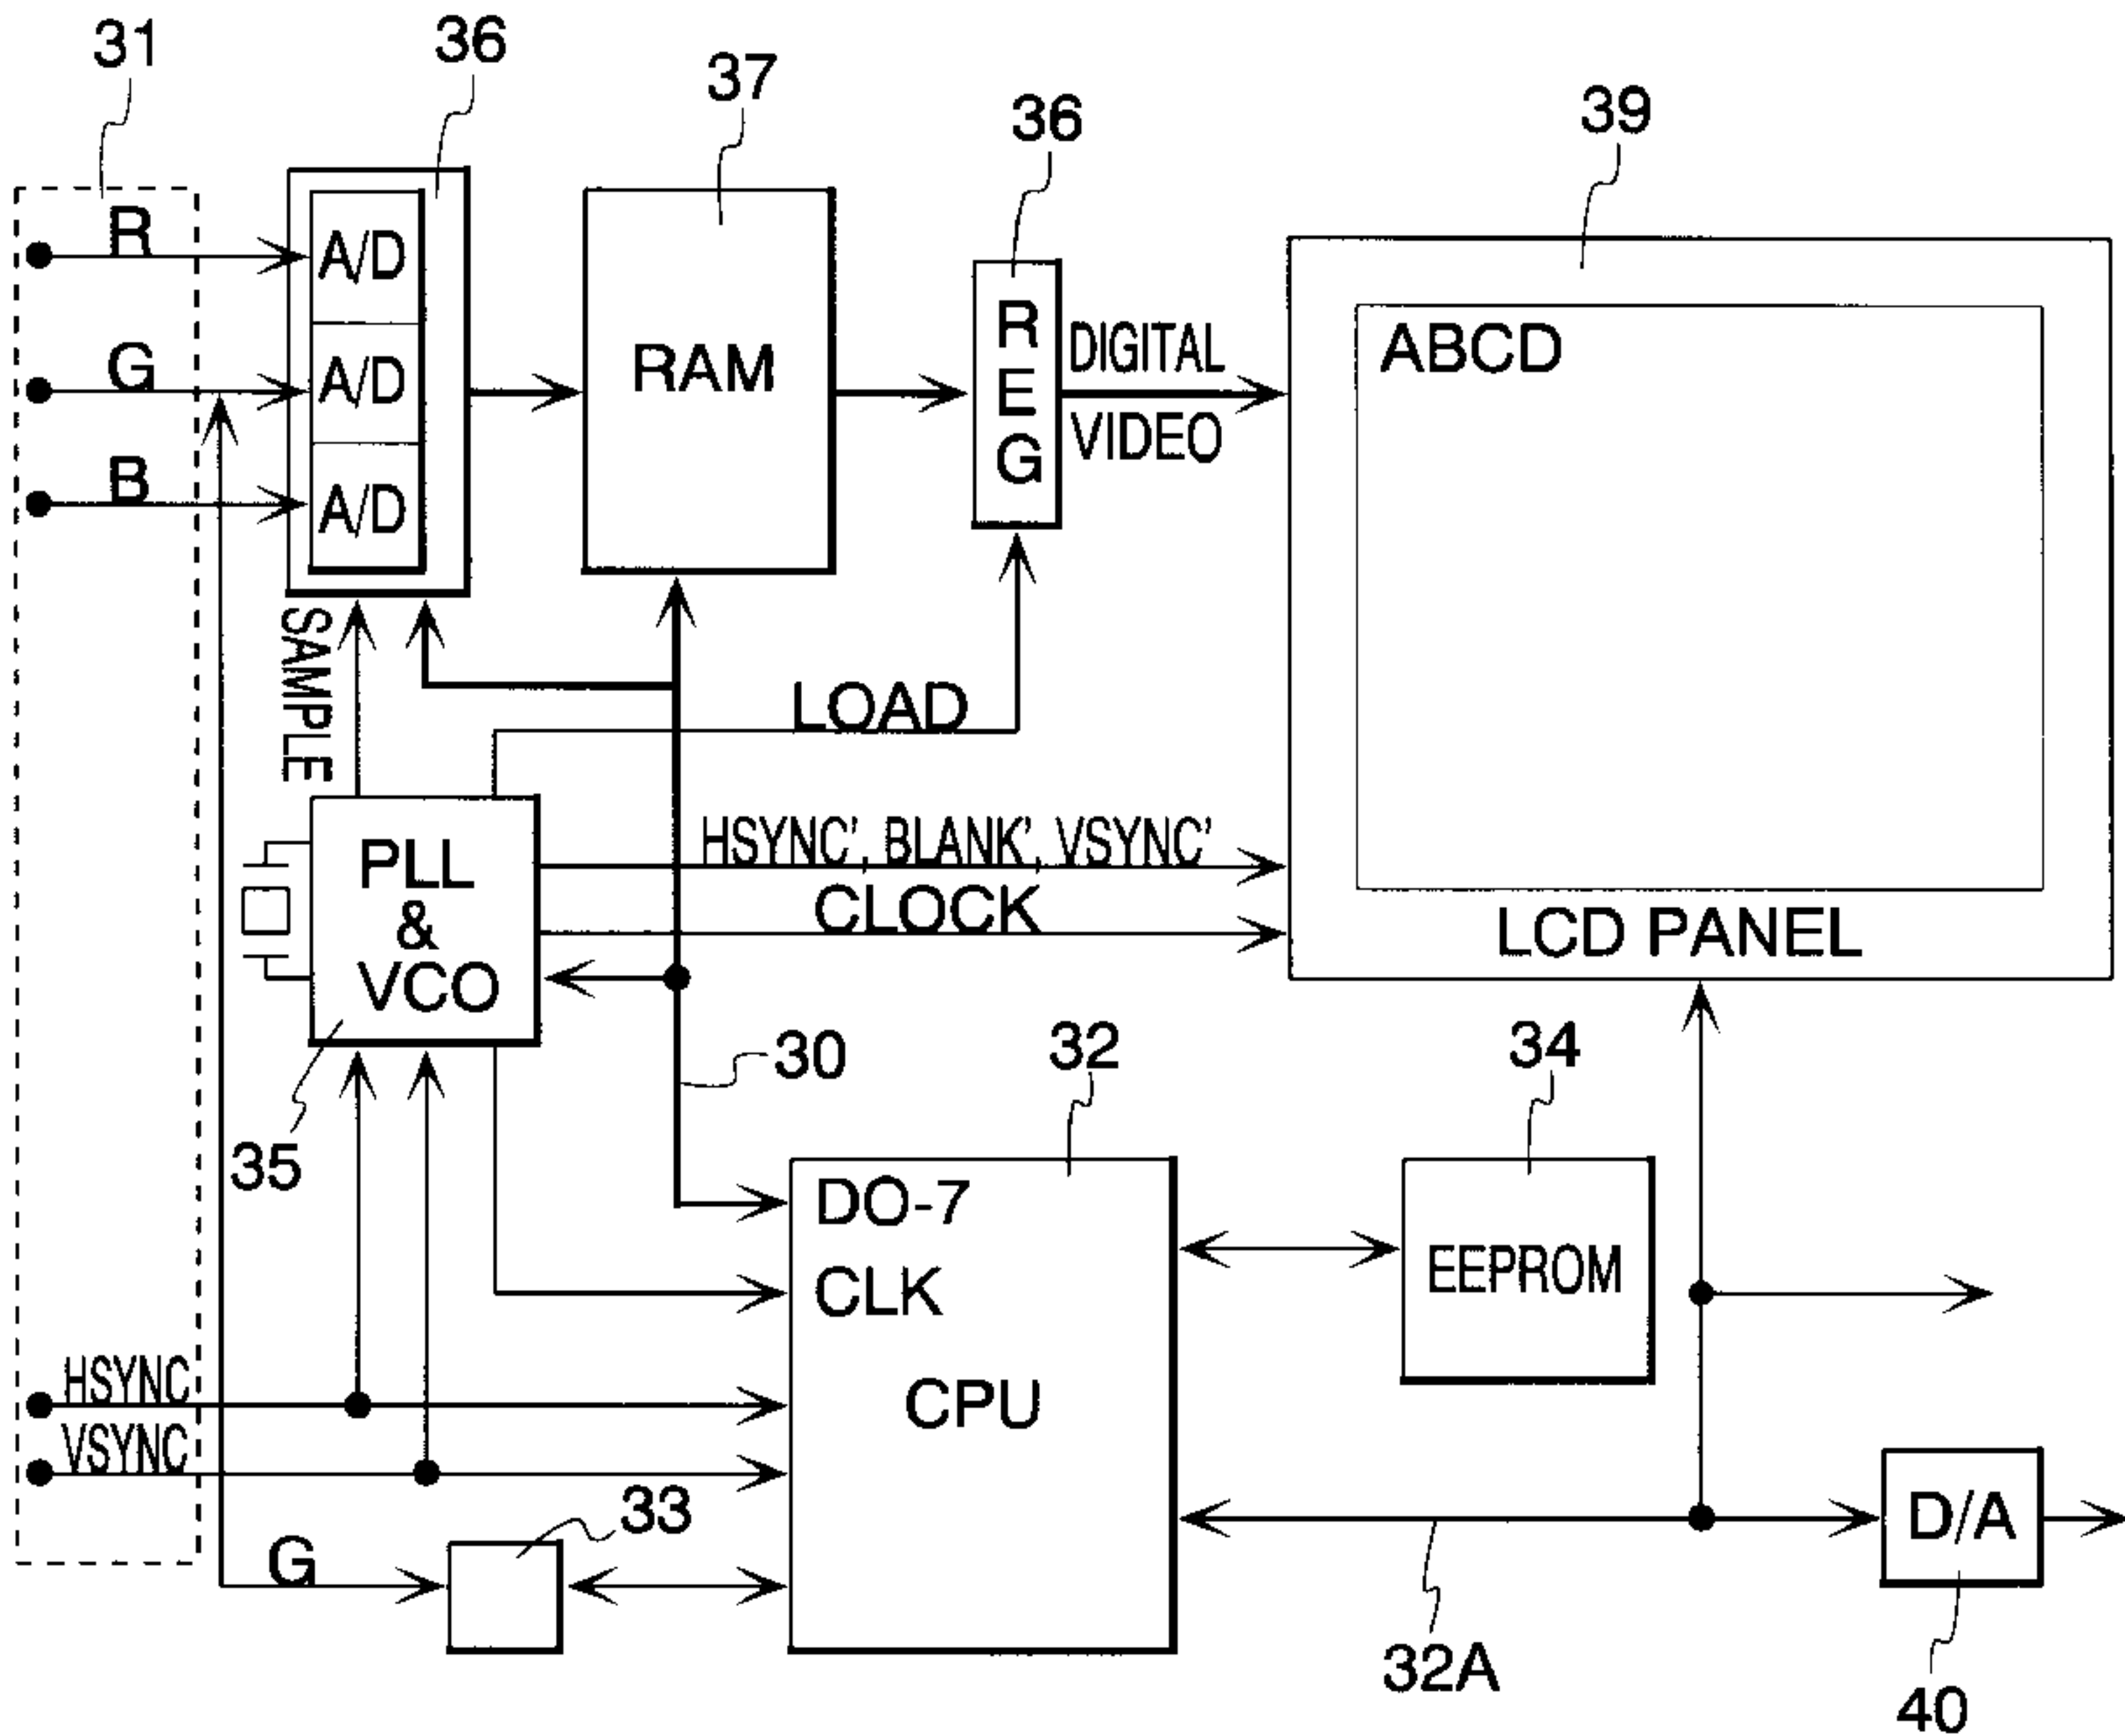 31
36
37
36
39
R
A/D
G
A/D
B
A/D
RAM
R
E
G
DIGITAL
VIDEO
ABCD
LCD PANEL
SAMPLE
LOAD
PLL
&
VCO
HSYNC', BLANK', VSYNC'
CLOCK
35
30
32
34
DO-7
CLK
CPU
EEPROM
HSYNC
VSYNC
G
33
32A
D/A
40